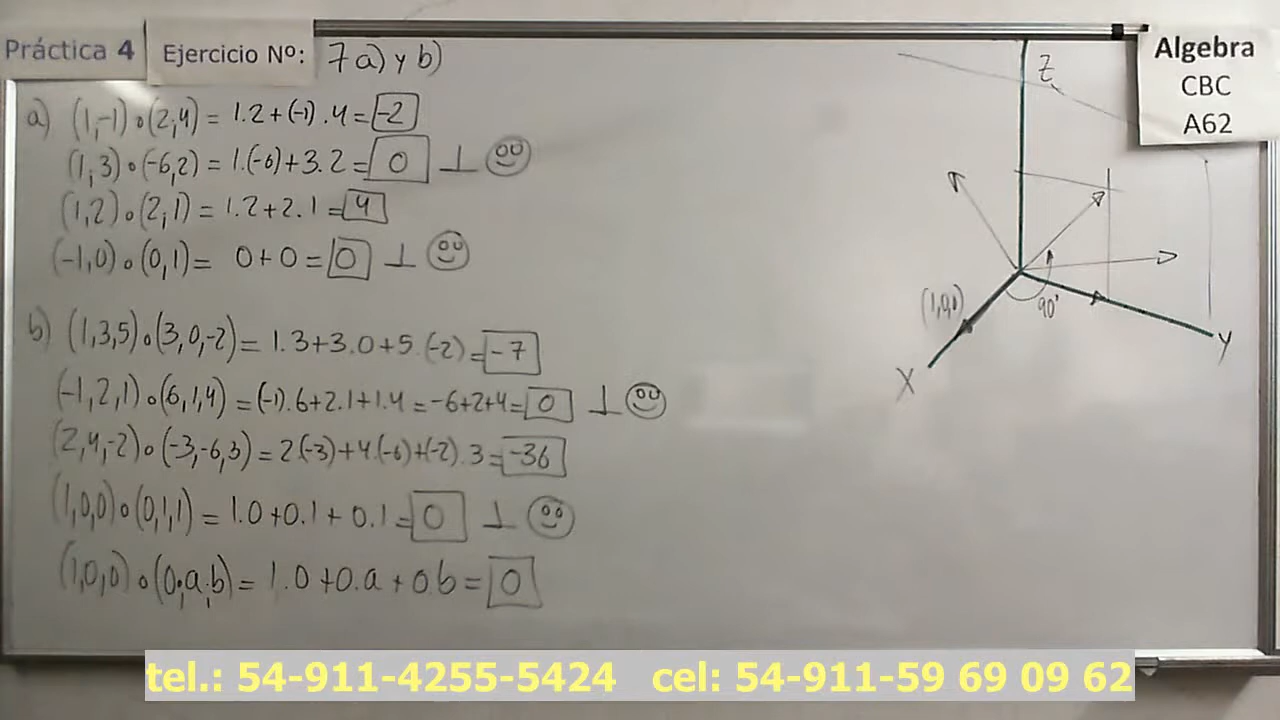 Práctica 4 Ejercicio Nº: 7 a) y b)
Algebra
CBC
A62
a) (1,-1)∘(2,4) = 1.2+(-1).4= -2
(1,3)∘(-6,2) = 1.(-6)+3.2= 0 ⊥
(1,2)∘(2,1) = 1.2+2.1= 4
(-1,0)∘(0,1)= 0+0= 0 ⊥
b) (1,3,5)∘(3,0,-2)= 1.3+3.0+5.(-2)= -7
(-1,2,1)∘(6,1,4) = (-1).6+2.1+1.4=-6+2+4= 0 ⊥
(2,4,-2)∘(-3,-6,3) = 2.(-3)+4.(-6)+(-2).3= -36
(1,0,0)∘(0,1,1) = 1.0+0.1+0.1= 0 ⊥
(1,0,0)∘(0;a;b)= 1.0+0.a+0.b= 0
Z
(1,0,0)
90°
Y
X
tel.: 54-911-4255-5424 cel: 54-911-59 69 09 62